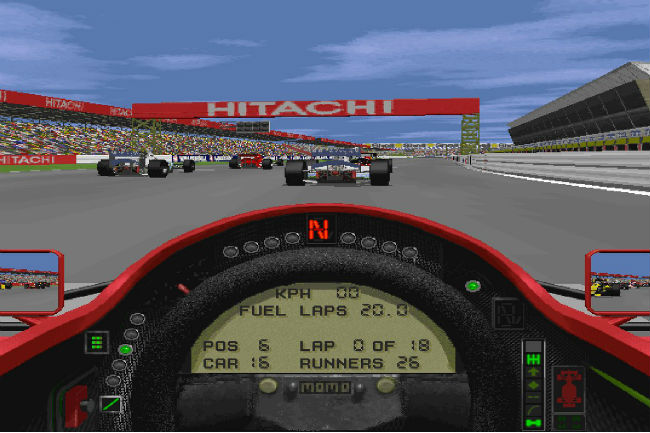 HITACHI
HITACHI
HITACHI
HITACHI
N
KPH 00
FUEL LAPS 20.0
POS 6 LAP 0 OF 18
CAR 16 RUNNERS 26
MOMO
N